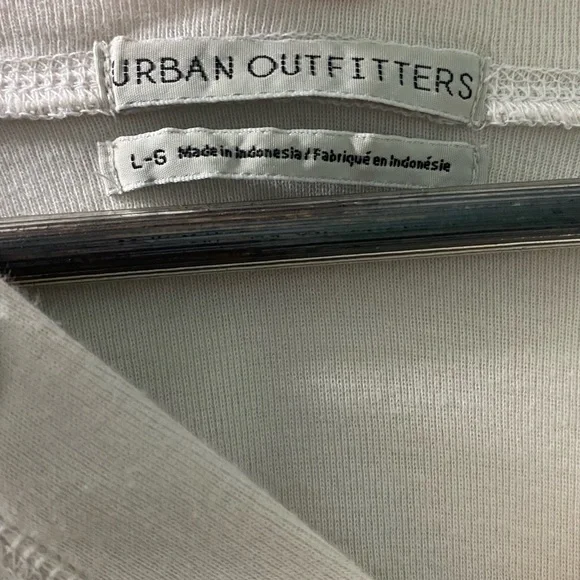 URBAN OUTFITTERS
L-G Made in Indonesia / Fabriqué en Indonésie